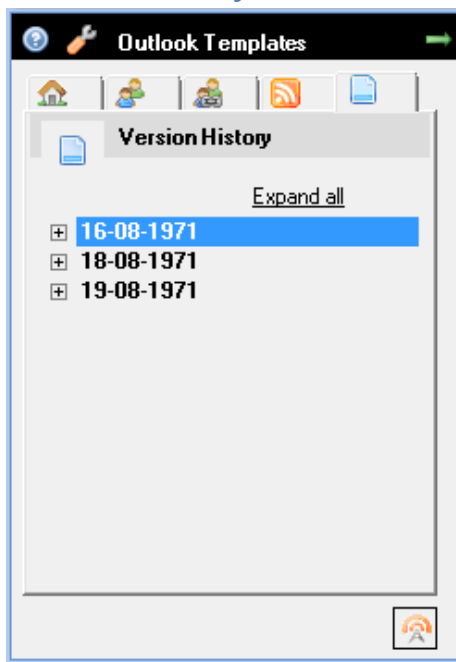 Outlook Templates
Version History
Expand all
16-08-1971
18-08-1971
19-08-1971